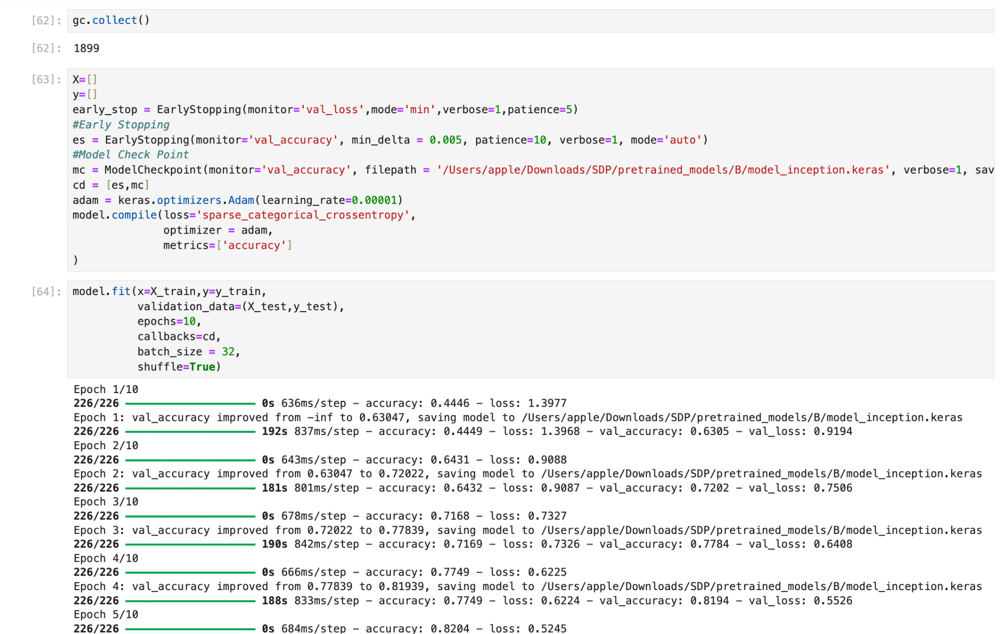 [62]: gc.collect()
[62]: 1899
[63]: X=[]
y=[]
early_stop = EarlyStopping(monitor='val_loss',mode='min',verbose=1,patience=5)
#Early Stopping
es = EarlyStopping(monitor='val_accuracy', min_delta = 0.005, patience=10, verbose=1, mode='auto')
#Model Check Point
mc = ModelCheckpoint(monitor='val_accuracy', filepath = '/Users/apple/Downloads/SDP/pretrained_models/B/model_inception.keras', verbose=1, sav
cd = [es,mc]
adam = keras.optimizers.Adam(learning_rate=0.00001)
model.compile(loss='sparse_categorical_crossentropy',
optimizer = adam,
metrics=['accuracy']
)
[64]: model.fit(x=X_train,y=y_train,
validation_data=(X_test,y_test),
epochs=10,
callbacks=cd,
batch_size = 32,
shuffle=True)
Epoch 1/10
226/226 ━━━━━━━━━━━━━━━━━━━━ 0s 636ms/step – accuracy: 0.4446 – loss: 1.3977
Epoch 1: val_accuracy improved from –inf to 0.63047, saving model to /Users/apple/Downloads/SDP/pretrained_models/B/model_inception.keras
226/226 ━━━━━━━━━━━━━━━━━━━━ 192s 837ms/step – accuracy: 0.4449 – loss: 1.3968 – val_accuracy: 0.6305 – val_loss: 0.9194
Epoch 2/10
226/226 ━━━━━━━━━━━━━━━━━━━━ 0s 643ms/step – accuracy: 0.6431 – loss: 0.9088
Epoch 2: val_accuracy improved from 0.63047 to 0.72022, saving model to /Users/apple/Downloads/SDP/pretrained_models/B/model_inception.keras
226/226 ━━━━━━━━━━━━━━━━━━━━ 181s 801ms/step – accuracy: 0.6432 – loss: 0.9087 – val_accuracy: 0.7202 – val_loss: 0.7506
Epoch 3/10
226/226 ━━━━━━━━━━━━━━━━━━━━ 0s 678ms/step – accuracy: 0.7168 – loss: 0.7327
Epoch 3: val_accuracy improved from 0.72022 to 0.77839, saving model to /Users/apple/Downloads/SDP/pretrained_models/B/model_inception.keras
226/226 ━━━━━━━━━━━━━━━━━━━━ 190s 842ms/step – accuracy: 0.7169 – loss: 0.7326 – val_accuracy: 0.7784 – val_loss: 0.6408
Epoch 4/10
226/226 ━━━━━━━━━━━━━━━━━━━━ 0s 666ms/step – accuracy: 0.7749 – loss: 0.6225
Epoch 4: val_accuracy improved from 0.77839 to 0.81939, saving model to /Users/apple/Downloads/SDP/pretrained_models/B/model_inception.keras
226/226 ━━━━━━━━━━━━━━━━━━━━ 188s 833ms/step – accuracy: 0.7749 – loss: 0.6224 – val_accuracy: 0.8194 – val_loss: 0.5526
Epoch 5/10
226/226 ━━━━━━━━━━━━━━━━━━━━ 0s 684ms/step – accuracy: 0.8204 – loss: 0.5245